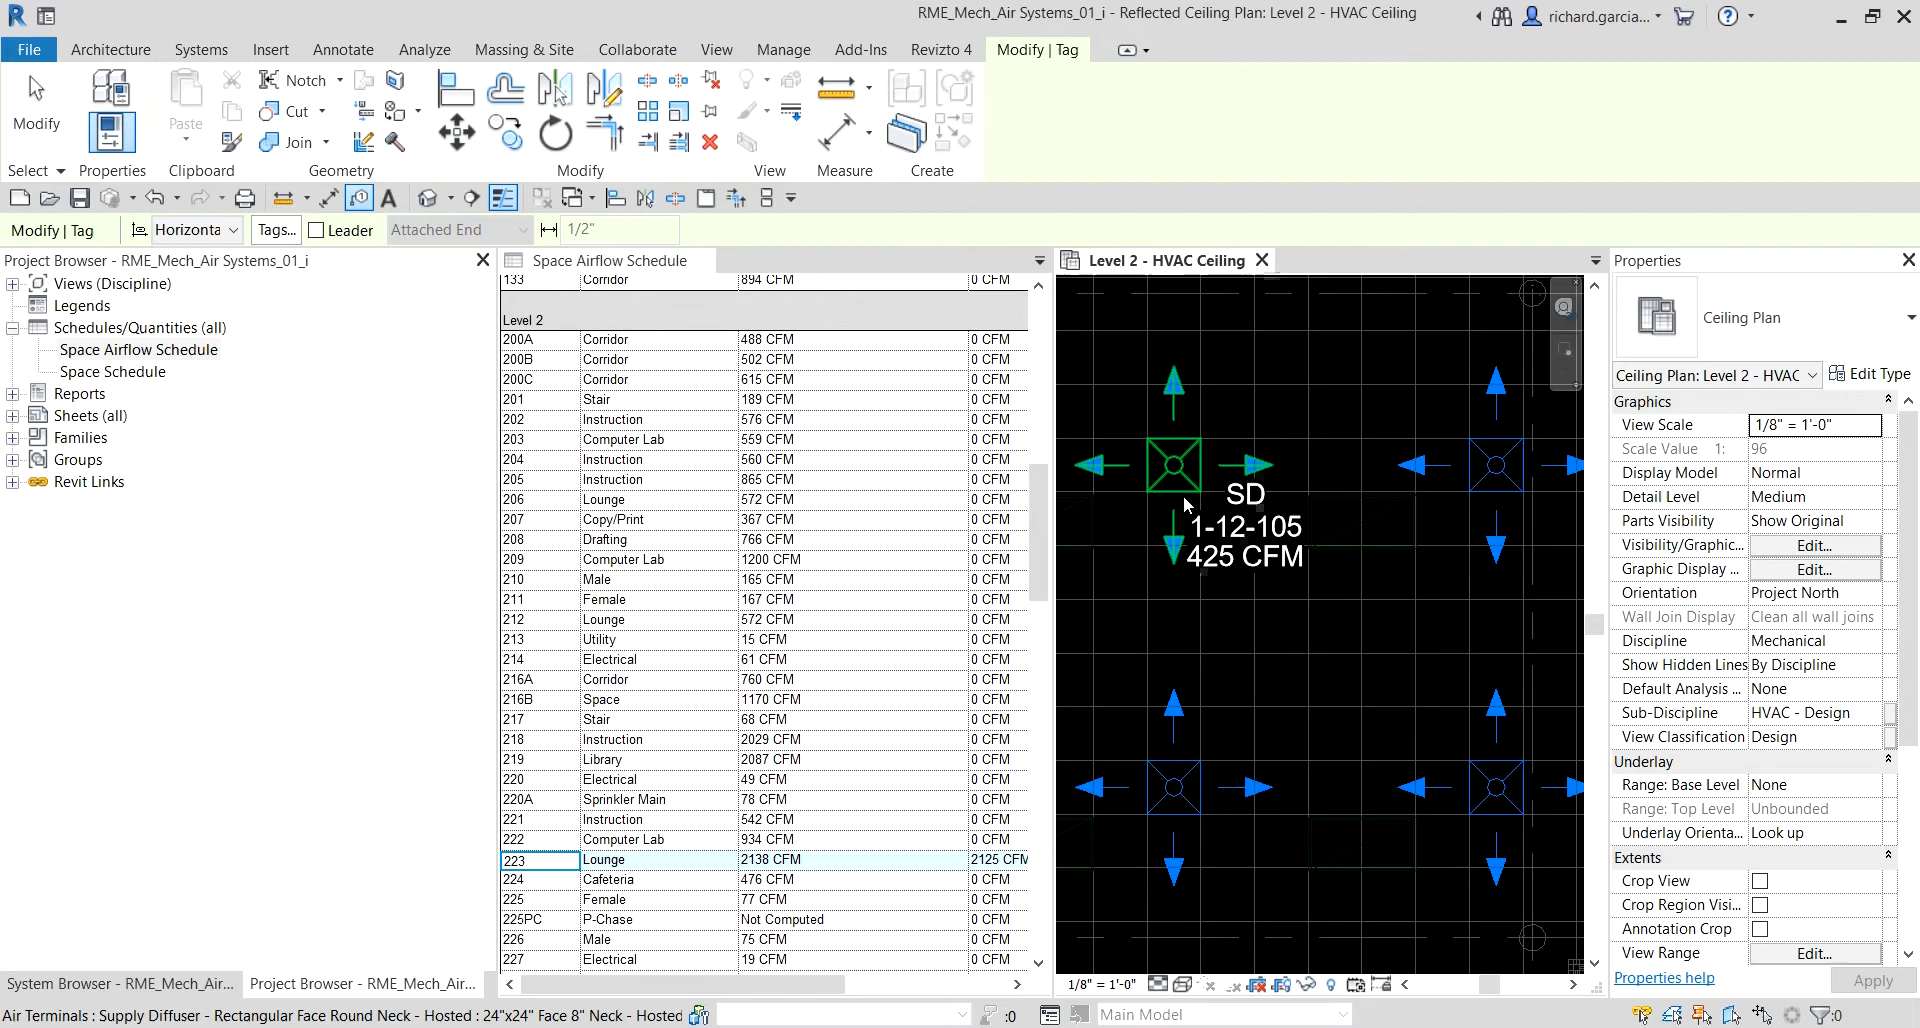 RME_Mech_Air Systems_01_i - Reflected Ceiling Plan: Level 2 - HVAC Ceiling
richard.garcia...
File Architecture Systems Insert Annotate Analyze Massing & Site Collaborate View Manage Add-Ins Revizto 4 Modify | Tag
Modify
Paste
Notch
Cut
Join
Select Properties Clipboard Geometry Modify View Measure Create
Modify | Tag Horizonta Tags... Leader Attached End 1/2"
Project Browser - RME_Mech_Air Systems_01_i
Views (Discipline)
Legends
Schedules/Quantities (all)
Space Airflow Schedule
Space Schedule
Reports
Sheets (all)
Families
Groups
Revit Links
System Browser - RME_Mech_Air... Project Browser - RME_Mech_Air...
Space Airflow Schedule
133 Corridor 894 CFM 0 CFM
Level 2
200A Corridor 488 CFM 0 CFM
200B Corridor 502 CFM 0 CFM
200C Corridor 615 CFM 0 CFM
201 Stair 189 CFM 0 CFM
202 Instruction 576 CFM 0 CFM
203 Computer Lab 559 CFM 0 CFM
204 Instruction 560 CFM 0 CFM
205 Instruction 865 CFM 0 CFM
206 Lounge 572 CFM 0 CFM
207 Copy/Print 367 CFM 0 CFM
208 Drafting 766 CFM 0 CFM
209 Computer Lab 1200 CFM 0 CFM
210 Male 165 CFM 0 CFM
211 Female 167 CFM 0 CFM
212 Lounge 572 CFM 0 CFM
213 Utility 15 CFM 0 CFM
214 Electrical 61 CFM 0 CFM
216A Corridor 760 CFM 0 CFM
216B Space 1170 CFM 0 CFM
217 Stair 68 CFM 0 CFM
218 Instruction 2029 CFM 0 CFM
219 Library 2087 CFM 0 CFM
220 Electrical 49 CFM 0 CFM
220A Sprinkler Main 78 CFM 0 CFM
221 Instruction 542 CFM 0 CFM
222 Computer Lab 934 CFM 0 CFM
223 Lounge 2138 CFM 2125 CFM
224 Cafeteria 476 CFM 0 CFM
225 Female 77 CFM 0 CFM
225PC P-Chase Not Computed 0 CFM
226 Male 75 CFM 0 CFM
227 Electrical 19 CFM 0 CFM
Level 2 - HVAC Ceiling
SD
1-12-105
425 CFM
1/8" = 1'-0"
Properties
Ceiling Plan
Ceiling Plan: Level 2 - HVAC Edit Type
Graphics
View Scale 1/8" = 1'-0"
Scale Value 1: 96
Display Model Normal
Detail Level Medium
Parts Visibility Show Original
Visibility/Graphic... Edit...
Graphic Display ... Edit...
Orientation Project North
Wall Join Display Clean all wall joins
Discipline Mechanical
Show Hidden Lines By Discipline
Default Analysis ... None
Sub-Discipline HVAC - Design
View Classification Design
Underlay
Range: Base Level None
Range: Top Level Unbounded
Underlay Orienta... Look up
Extents
Crop View
Crop Region Visi...
Annotation Crop
View Range Edit...
Properties help Apply
Air Terminals : Supply Diffuser - Rectangular Face Round Neck - Hosted : 24"x24" Face 8" Neck - Hosted :0 Main Model :0